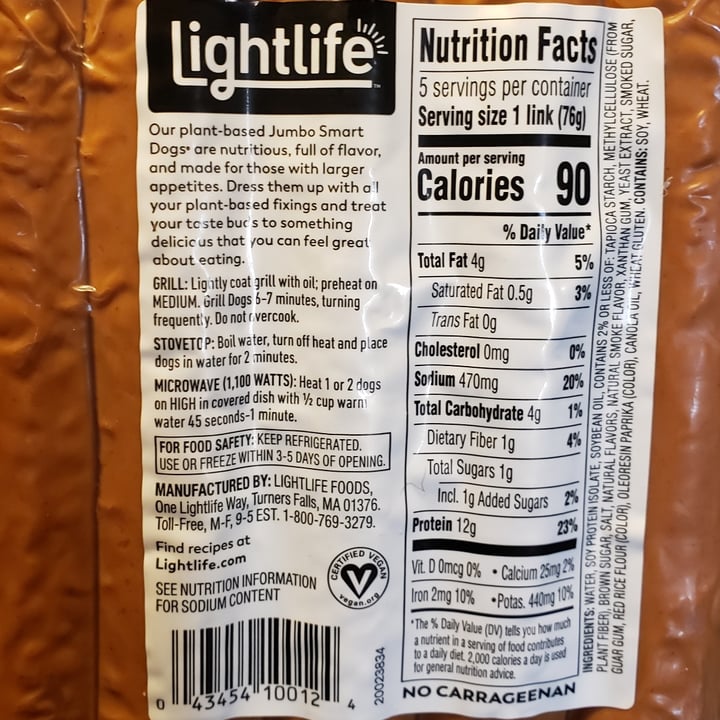 Lightlife™
Our plant-based Jumbo Smart
Dogs® are nutritious, full of flavor,
and made for those with larger
appetites. Dress them up with all
your plant-based fixings and treat
your taste buds to something
delicious that you can feel great
about eating.
GRILL: Lightly coat grill with oil; preheat on
MEDIUM. Grill Dogs 6-7 minutes, turning
frequently. Do not overcook.
STOVETOP: Boil water, turn off heat and place
dogs in water for 2 minutes.
MICROWAVE (1,100 WATTS): Heat 1 or 2 dogs
on HIGH in covered dish with ½ cup warm
water 45 seconds-1 minute.
FOR FOOD SAFETY: KEEP REFRIGERATED.
USE OR FREEZE WITHIN 3-5 DAYS OF OPENING.
MANUFACTURED BY: LIGHTLIFE FOODS,
One Lightlife Way, Turners Falls, MA 01376.
Toll-Free, M-F, 9-5 EST. 1-800-769-3279.
Find recipes at
Lightlife.com
SEE NUTRITION INFORMATION
FOR SODIUM CONTENT
CERTIFIED VEGAN
V
vegan.org
0 43454 10012 4
20023834
Nutrition Facts
5 servings per container
Serving size 1 link (76g)
Amount per serving
Calories 90
% Daily Value*
Total Fat 4g 5%
Saturated Fat 0.5g 3%
Trans Fat 0g
Cholesterol 0mg 0%
Sodium 470mg 20%
Total Carbohydrate 4g 1%
Dietary Fiber 1g 4%
Total Sugars 1g
Incl. 1g Added Sugars 2%
Protein 12g 23%
Vit. D 0mcg 0% • Calcium 25mg 2%
Iron 2mg 10% • Potas. 440mg 10%
*The % Daily Value (DV) tells you how much
a nutrient in a serving of food contributes
to a daily diet. 2,000 calories a day is used
for general nutrition advice.
NO CARRAGEENAN
INGREDIENTS: WATER, SOY PROTEIN ISOLATE, SOYBEAN OIL, CONTAINS 2% OR LESS OF: TAPIOCA STARCH, METHYLCELLULOSE (FROM
PLANT FIBER), BROWN SUGAR, SALT, NATURAL FLAVORS, NATURAL SMOKE FLAVOR, XANTHAN GUM, YEAST EXTRACT, SMOKED SUGAR,
GUAR GUM, RED RICE FLOUR (COLOR), OLEORESIN PAPRIKA (COLOR), CANOLA OIL, WHEAT GLUTEN. CONTAINS: SOY, WHEAT.